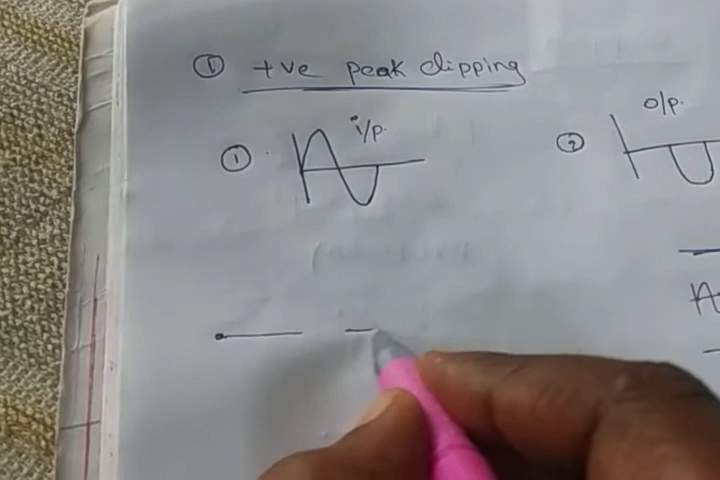 ① +ve peak clipping
① i/p.
② o/p.